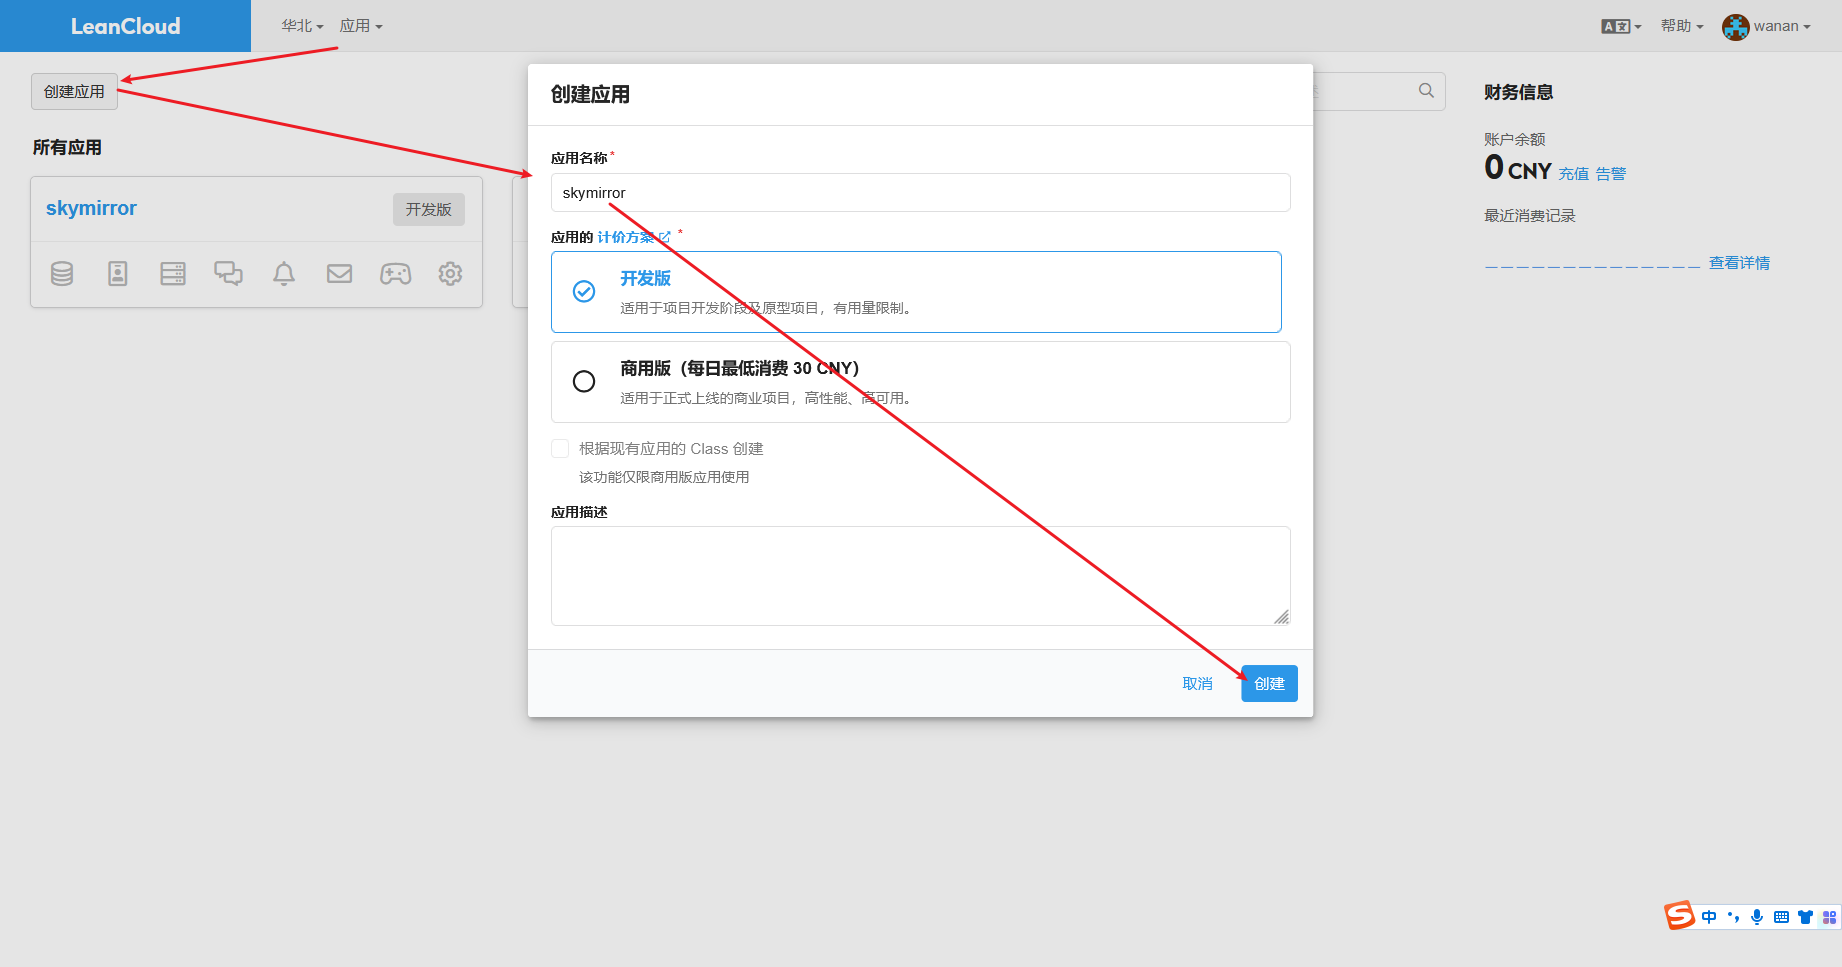 LeanCloud
华北
应用
帮助
wanan
创建应用
所有应用
skymirror
开发版
创建应用
应用名称*
skymirror
应用的 计价方案 *
开发版
适用于项目开发阶段及原型项目，有用量限制。
商用版（每日最低消费 30 CNY）
适用于正式上线的商业项目，高性能、高可用。
根据现有应用的 Class 创建
该功能仅限商用版应用使用
应用描述
取消
创建
财务信息
账户余额
0 CNY 充值 告警
最近消费记录
查看详情
中